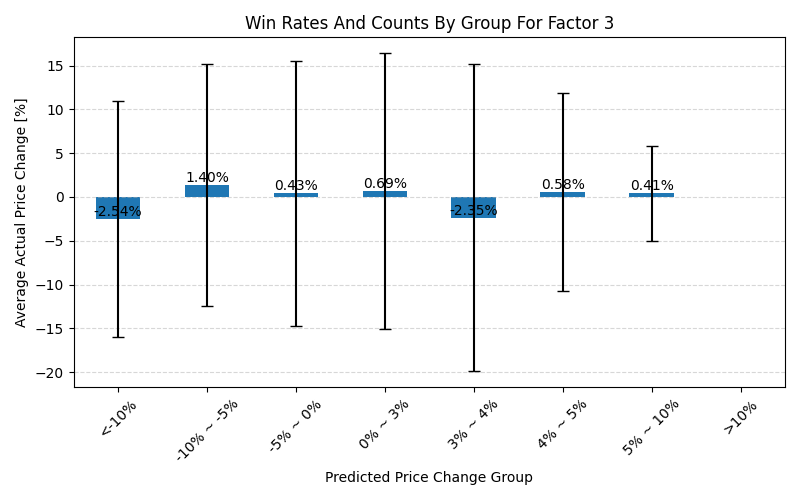 Win Rates And Counts By Group For Factor 3
Average Actual Price Change [%]
15
10
5
0
−5
−10
−15
−20
-2.54%
1.40%
0.43%
0.69%
-2.35%
0.58%
0.41%
<-10%
-10% ~ -5%
-5% ~ 0%
0% ~ 3%
3% ~ 4%
4% ~ 5%
5% ~ 10%
>10%
Predicted Price Change Group